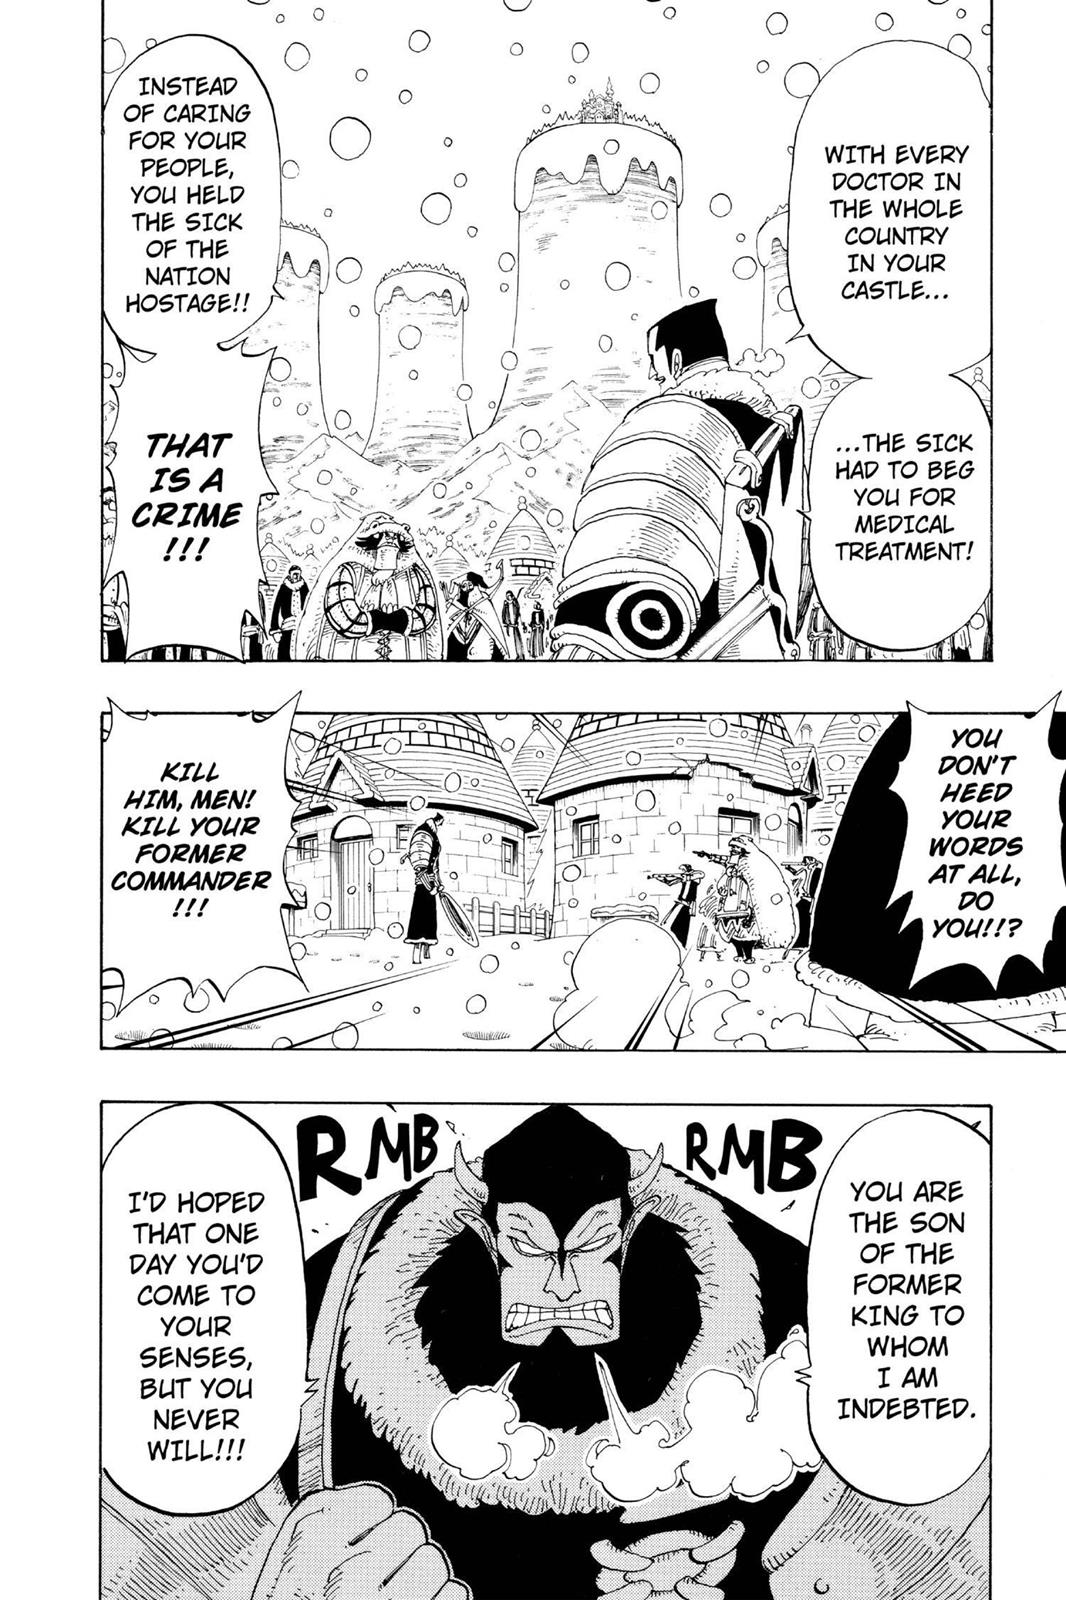 WITH EVERY
DOCTOR IN
THE WHOLE
COUNTRY
IN YOUR
CASTLE...
...THE SICK
HAD TO BEG
YOU FOR
MEDICAL
TREATMENT!
INSTEAD
OF CARING
FOR YOUR
PEOPLE,
YOU HELD
THE SICK
OF THE
NATION
HOSTAGE!!
THAT
IS A
CRIME
!!!
YOU
DON'T
HEED
YOUR
WORDS
AT ALL,
DO
YOU!!?
KILL
HIM, MEN!
KILL YOUR
FORMER
COMMANDER
!!!
RMB
RMB
YOU ARE
THE SON
OF THE
FORMER
KING TO
WHOM
I AM
INDEBTED.
I'D HOPED
THAT ONE
DAY YOU'D
COME TO
YOUR
SENSES,
BUT YOU
NEVER
WILL!!!